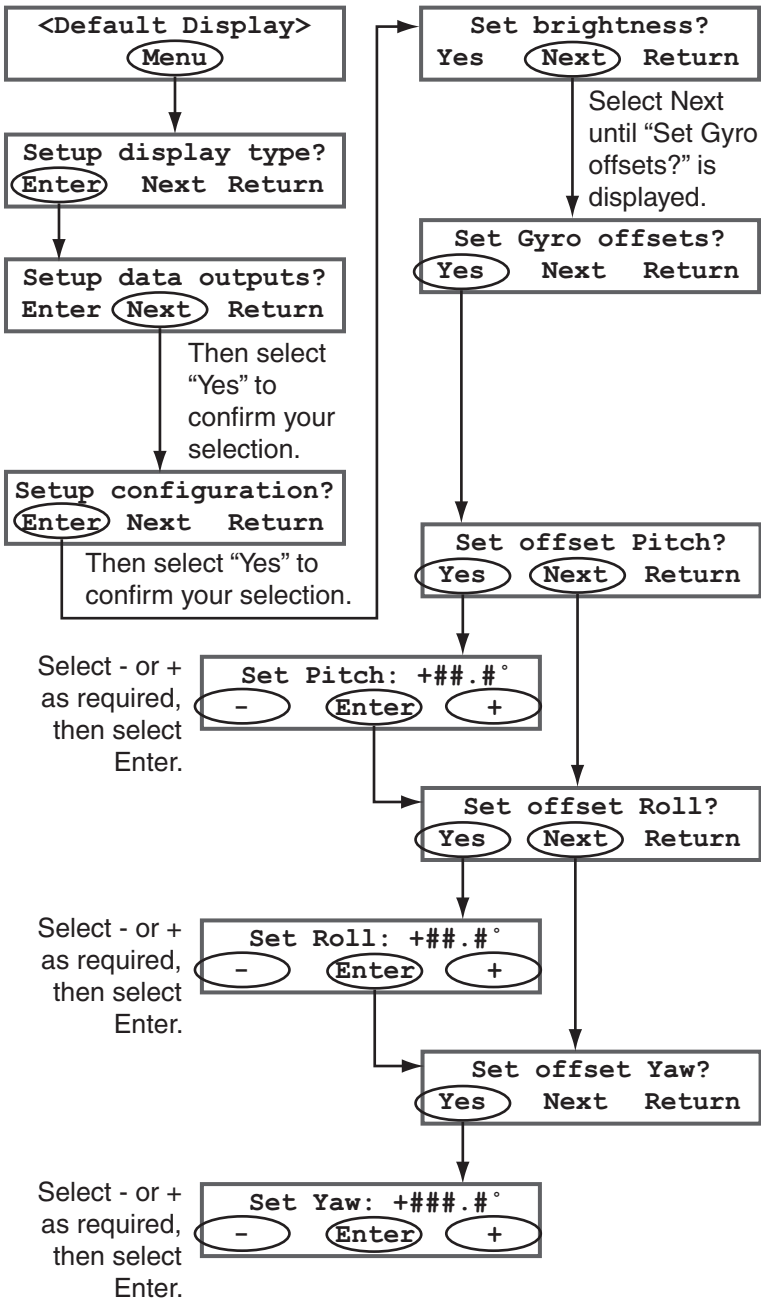 <Default Display>
Menu
Setup display type?
Enter Next Return
Setup data outputs?
Enter Next Return
Then select
“Yes” to
confirm your
selection.
Setup configuration?
Enter Next Return
Then select “Yes” to
confirm your selection.
Set brightness?
Yes Next Return
Select Next
until “Set Gyro
offsets?” is
displayed.
Set Gyro offsets?
Yes Next Return
Set offset Pitch?
Yes Next Return
Select - or +
as required,
then select
Enter.
Set Pitch: +##.#°
- Enter +
Set offset Roll?
Yes Next Return
Select - or +
as required,
then select
Enter.
Set Roll: +##.#°
- Enter +
Set offset Yaw?
Yes Next Return
Select - or +
as required,
then select
Enter.
Set Yaw: +###.#°
- Enter +